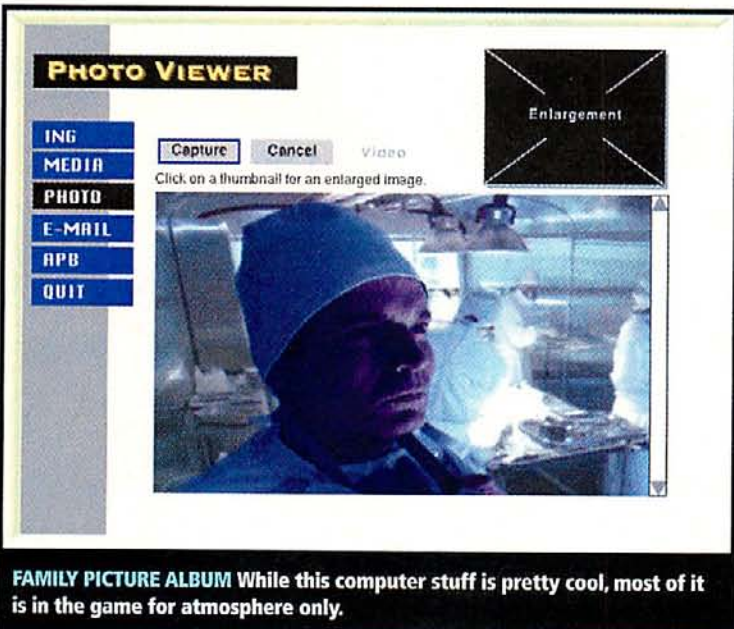 PHOTO VIEWER
Enlargement
ING
MEDIA
PHOTO
E-MAIL
APB
QUIT
Capture Cancel Video
Click on a thumbnail for an enlarged image.
FAMILY PICTURE ALBUM While this computer stuff is pretty cool, most of it
is in the game for atmosphere only.